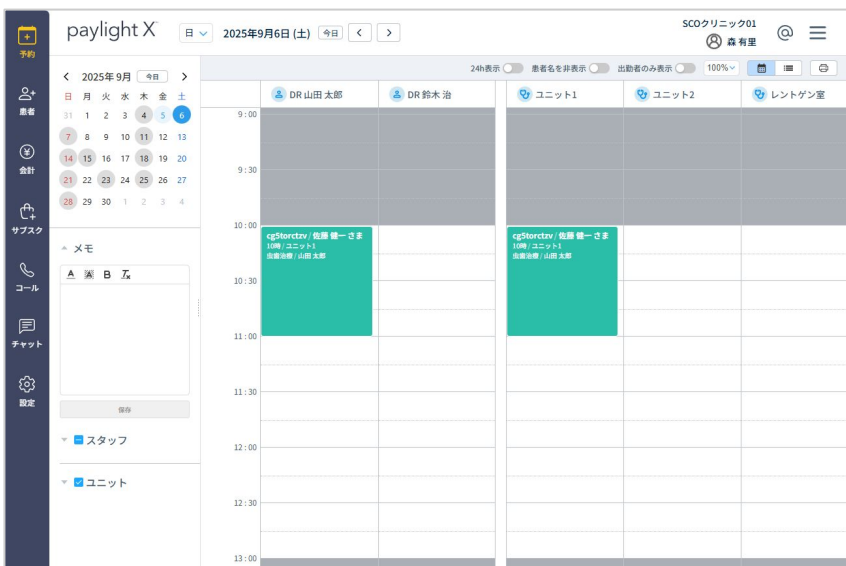 予約
患者
会計
サブスク
コール
チャット
設定
paylight X
日
2025年9月6日 (土)
今日
SCOクリニック01
森 有里
2025年 9月
今日
日 月 火 水 木 金 土
31 1 2 3 4 5 6
7 8 9 10 11 12 13
14 15 16 17 18 19 20
21 22 23 24 25 26 27
28 29 30 1 2 3 4
メモ
A A B Tx
保存
スタッフ
ユニット
24h表示
患者名を非表示
出勤者のみ表示
100%
DR 山田 太郎
DR 鈴木 治
ユニット1
ユニット2
レントゲン室
9:00
9:30
10:00
cg5torctzv / 佐藤 健一 さま
10時 / ユニット1
虫歯治療 / 山田 太郎
cg5torctzv / 佐藤 健一 さま
10時 / ユニット1
虫歯治療 / 山田 太郎
10:30
11:00
11:30
12:00
12:30
13:00